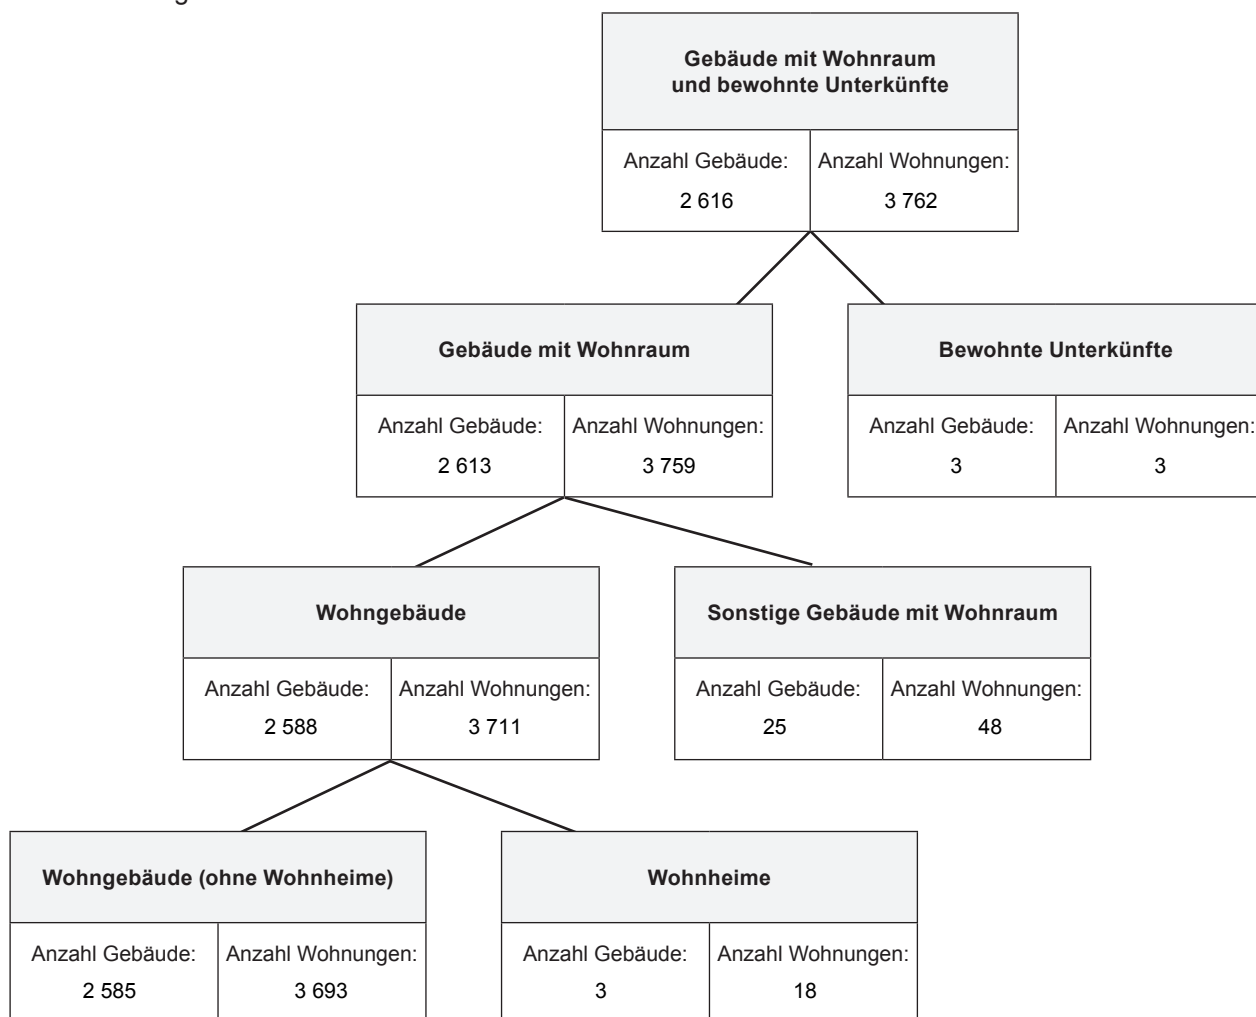 Gebäude mit Wohnraum
und bewohnte Unterkünfte
Anzahl Gebäude: Anzahl Wohnungen:
2 616 3 762
Gebäude mit Wohnraum
Anzahl Gebäude: Anzahl Wohnungen:
2 613 3 759
Bewohnte Unterkünfte
Anzahl Gebäude: Anzahl Wohnungen:
3 3
Wohngebäude
Anzahl Gebäude: Anzahl Wohnungen:
2 588 3 711
Sonstige Gebäude mit Wohnraum
Anzahl Gebäude: Anzahl Wohnungen:
25 48
Wohngebäude (ohne Wohnheime)
Anzahl Gebäude: Anzahl Wohnungen:
2 585 3 693
Wohnheime
Anzahl Gebäude: Anzahl Wohnungen:
3 18